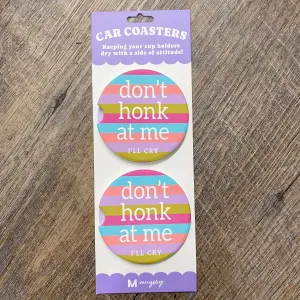 CAR COASTERS
Keeping your cup holders
dry with a side of attitude!
don't
honk
at me
I'LL CRY
don't
honk
at me
I'LL CRY
M mugsby